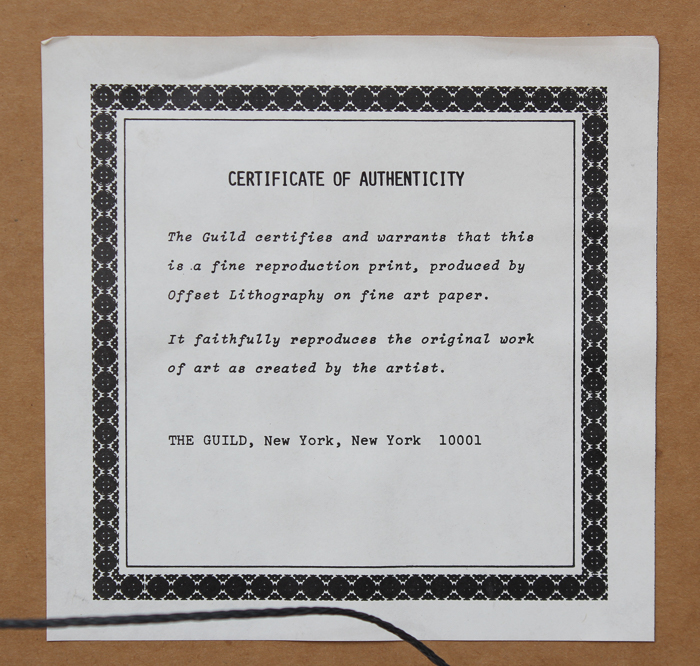 CERTIFICATE OF AUTHENTICITY
The Guild certifies and warrants that this
is a fine reproduction print, produced by
Offset Lithography on fine art paper.
It faithfully reproduces the original work
of art as created by the artist.
THE GUILD, New York, New York 10001